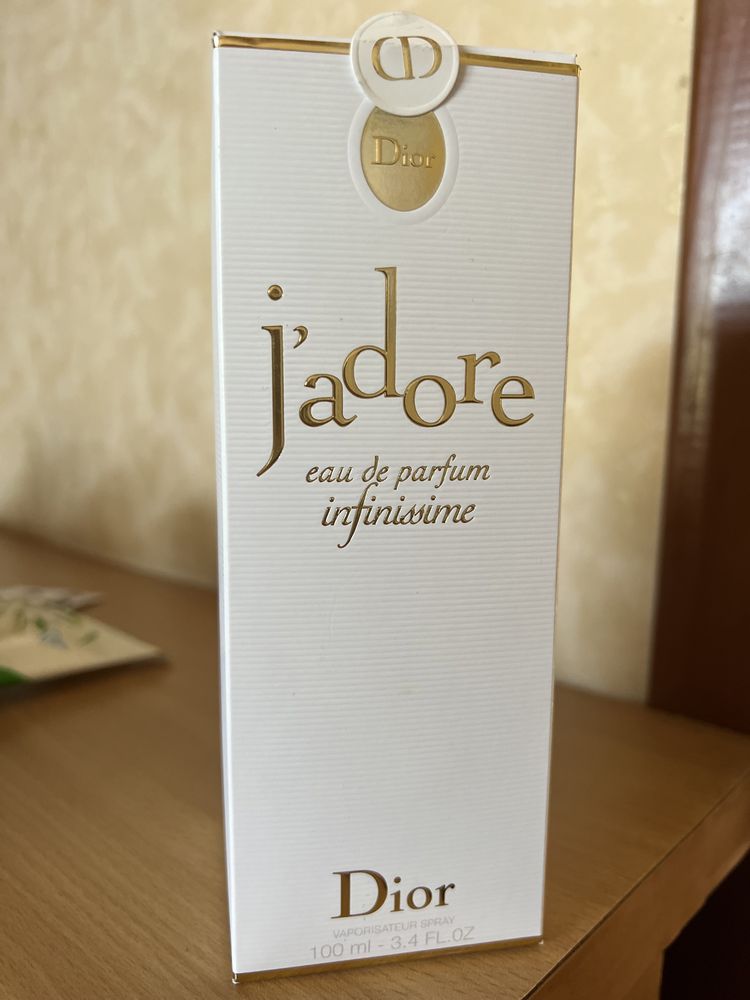 CD
Dior
j'adore
eau de parfum
infinissime
Dior
VAPORISATEUR SPRAY
100 ml - 3.4 FL.OZ